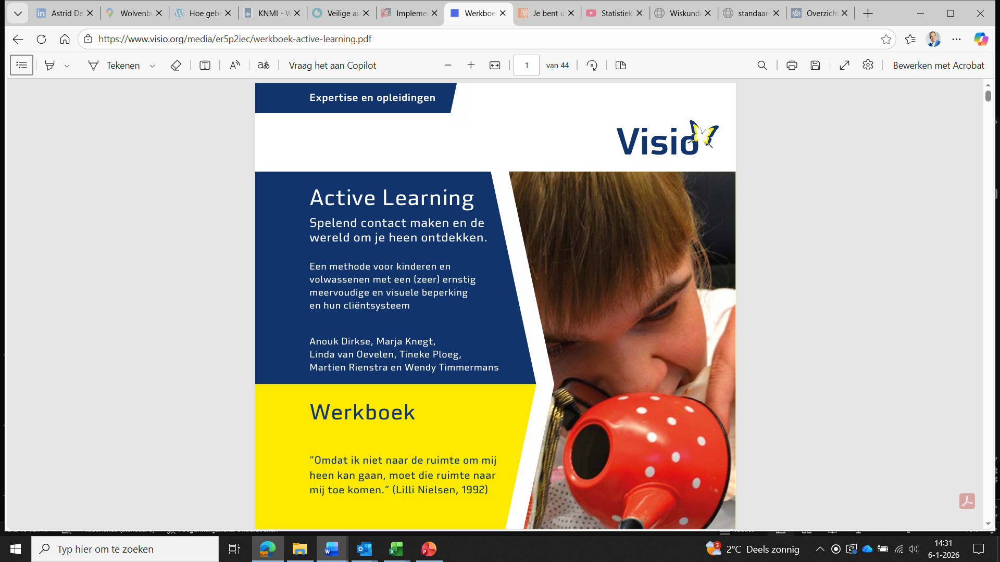 Astrid De
Wolvenbu
Hoe gebr
KNMI - W
Veilige au
Implemen
Werkboe
Je bent u
Statistiek
Wiskunde
standaard
Overzicht
https://www.visio.org/media/er5p2iec/werkboek-active-learning.pdf
Tekenen
Vraag het aan Copilot
1 van 44
Bewerken met Acrobat
Expertise en opleidingen
Visio
Active Learning
Spelend contact maken en de
wereld om je heen ontdekken.
Een methode voor kinderen en
volwassenen met een (zeer) ernstig
meervoudige en visuele beperking
en hun cliëntsysteem
Anouk Dirkse, Marja Knegt,
Linda van Oevelen, Tineke Ploeg,
Martien Rienstra en Wendy Timmermans
Werkboek
“Omdat ik niet naar de ruimte om mij
heen kan gaan, moet die ruimte naar
mij toe komen.” (Lilli Nielsen, 1992)
Typ hier om te zoeken
3
2°C Deels zonnig
14:31
6-1-2026